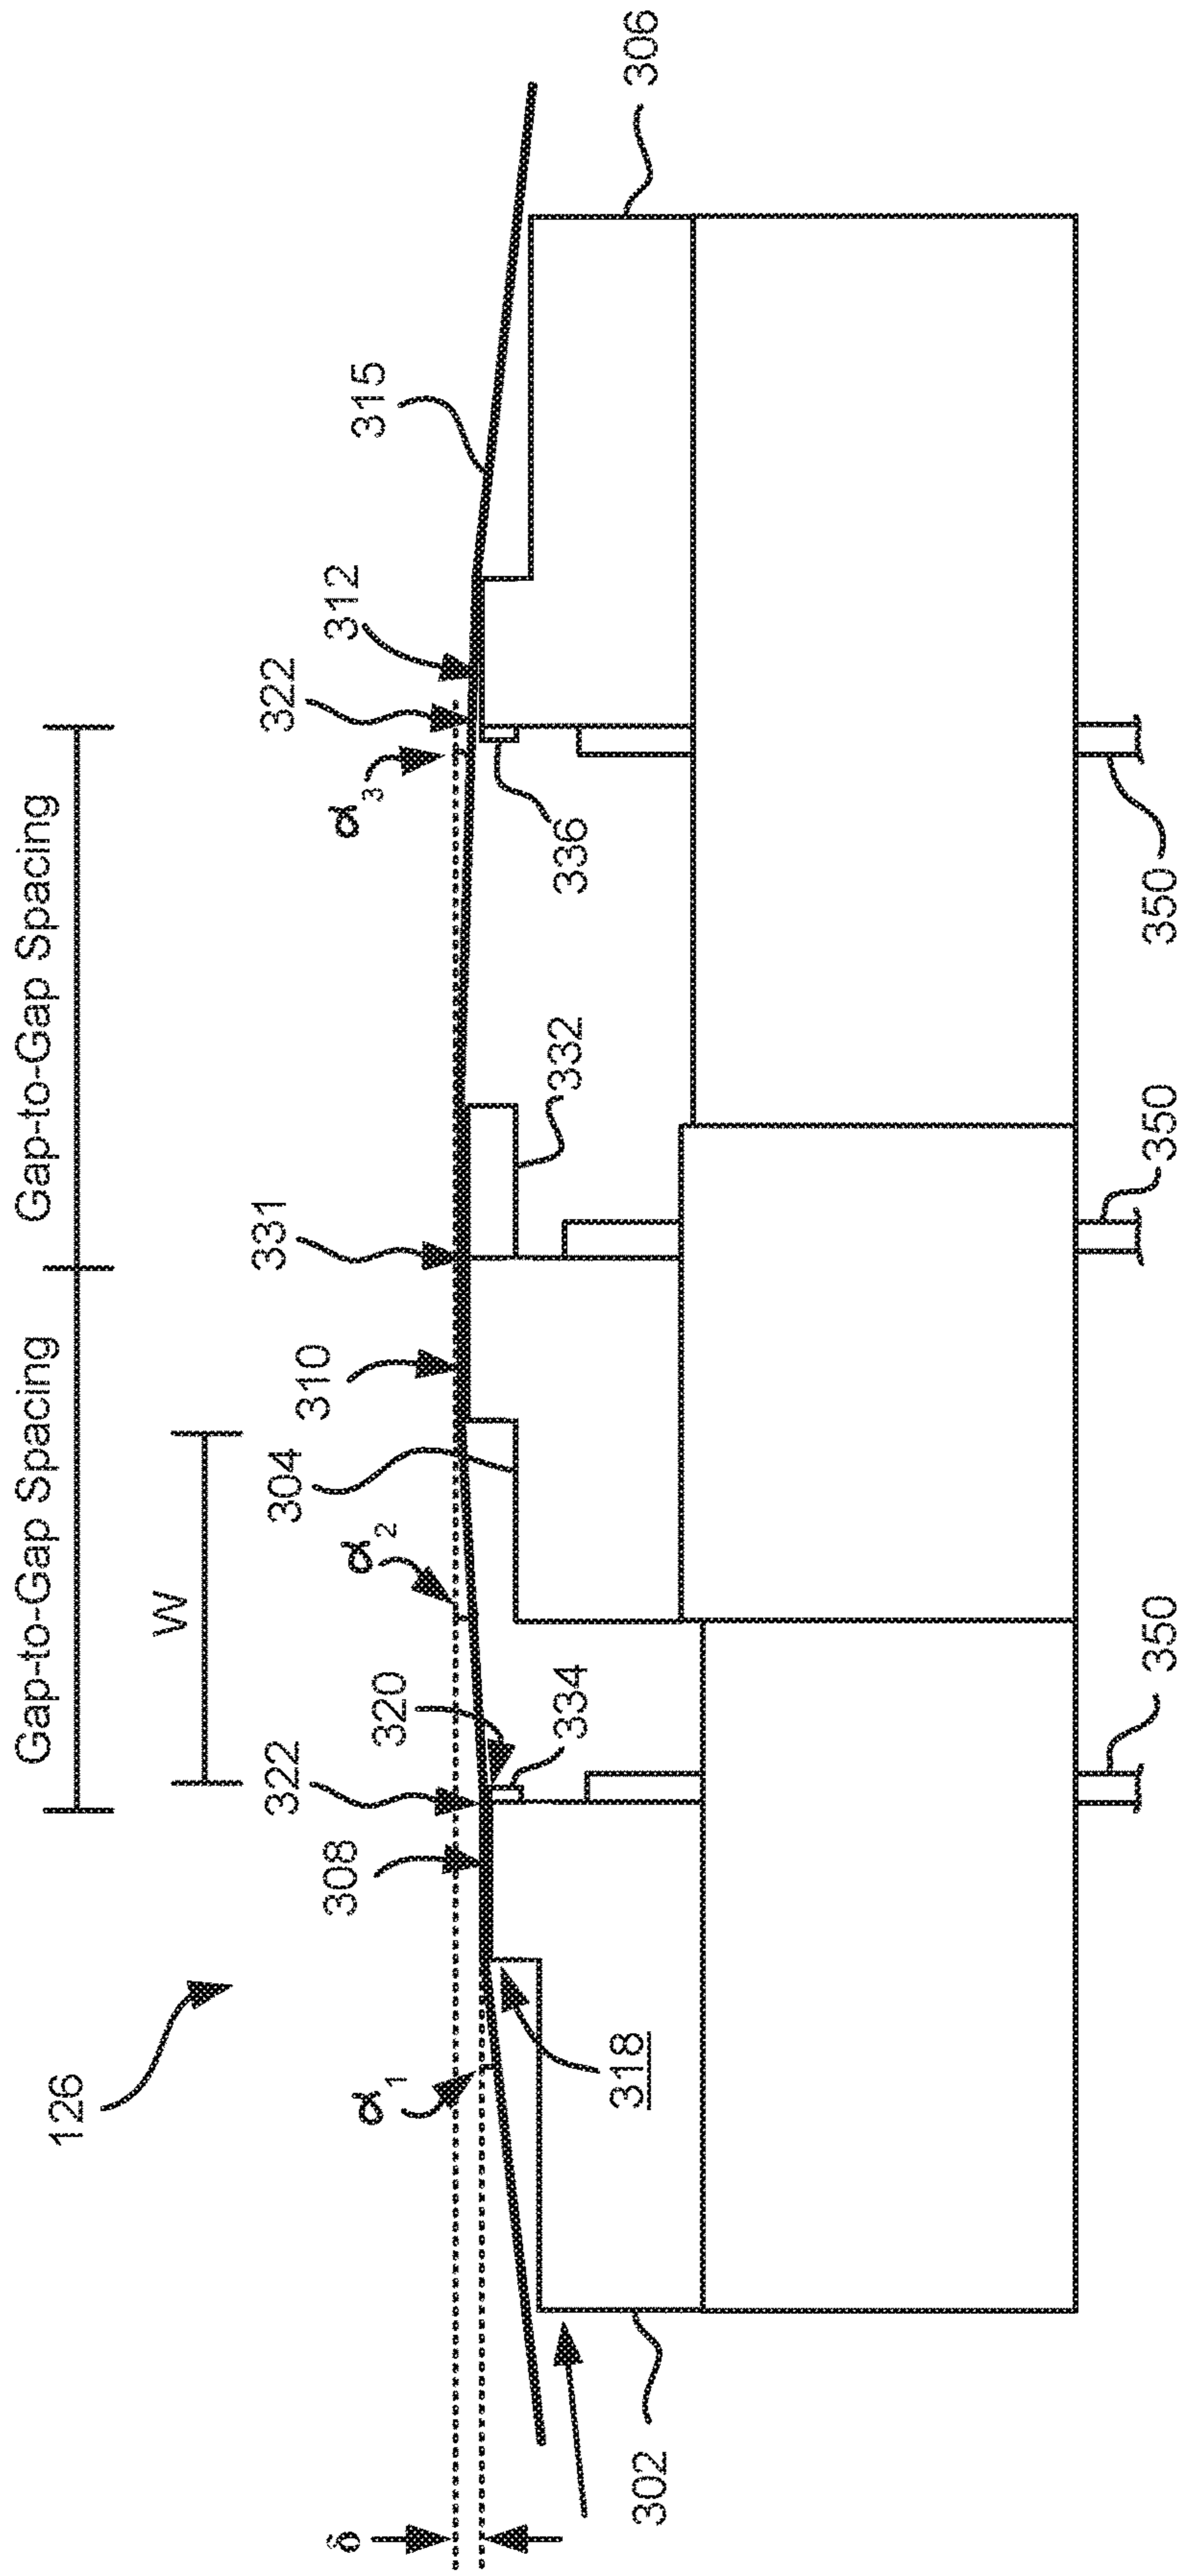 Gap-to-Gap Spacing
Gap-to-Gap Spacing
W
126
δ
α1
308
322
320
α2
304
310
331
α3
322
312
315
318
334
332
336
302
306
350
350
350